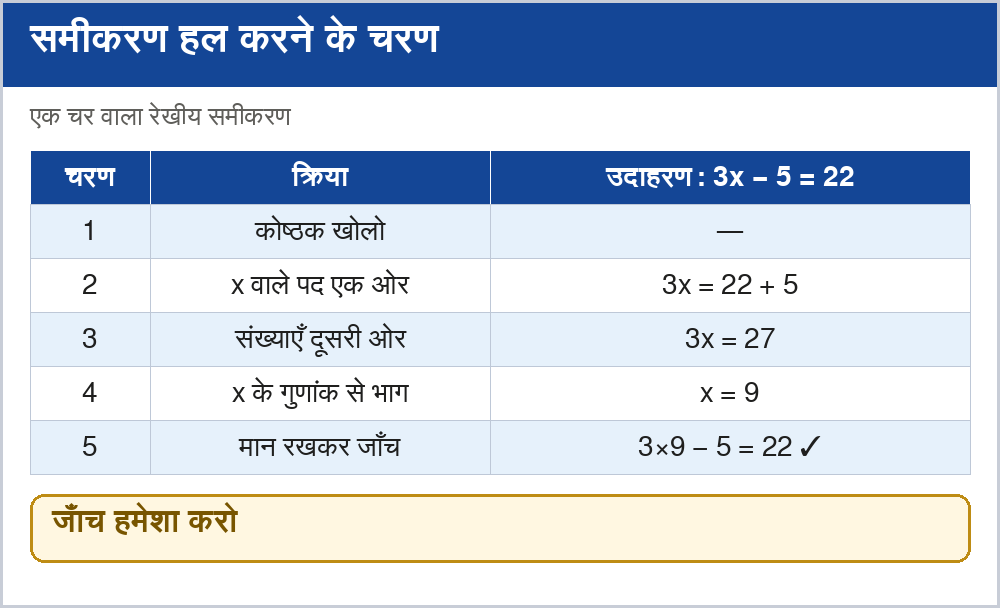 समीकरण हल करने के चरण
एक चर वाला रेखीय समीकरण
चरण क्रिया उदाहरण : 3x − 5 = 22
1 कोष्ठक खोलो —
2 x वाले पद एक ओर 3x = 22 + 5
3 संख्याएँ दूसरी ओर 3x = 27
4 x के गुणांक से भाग x = 9
5 मान रखकर जाँच 3×9 − 5 = 22 ✓
जाँच हमेशा करो